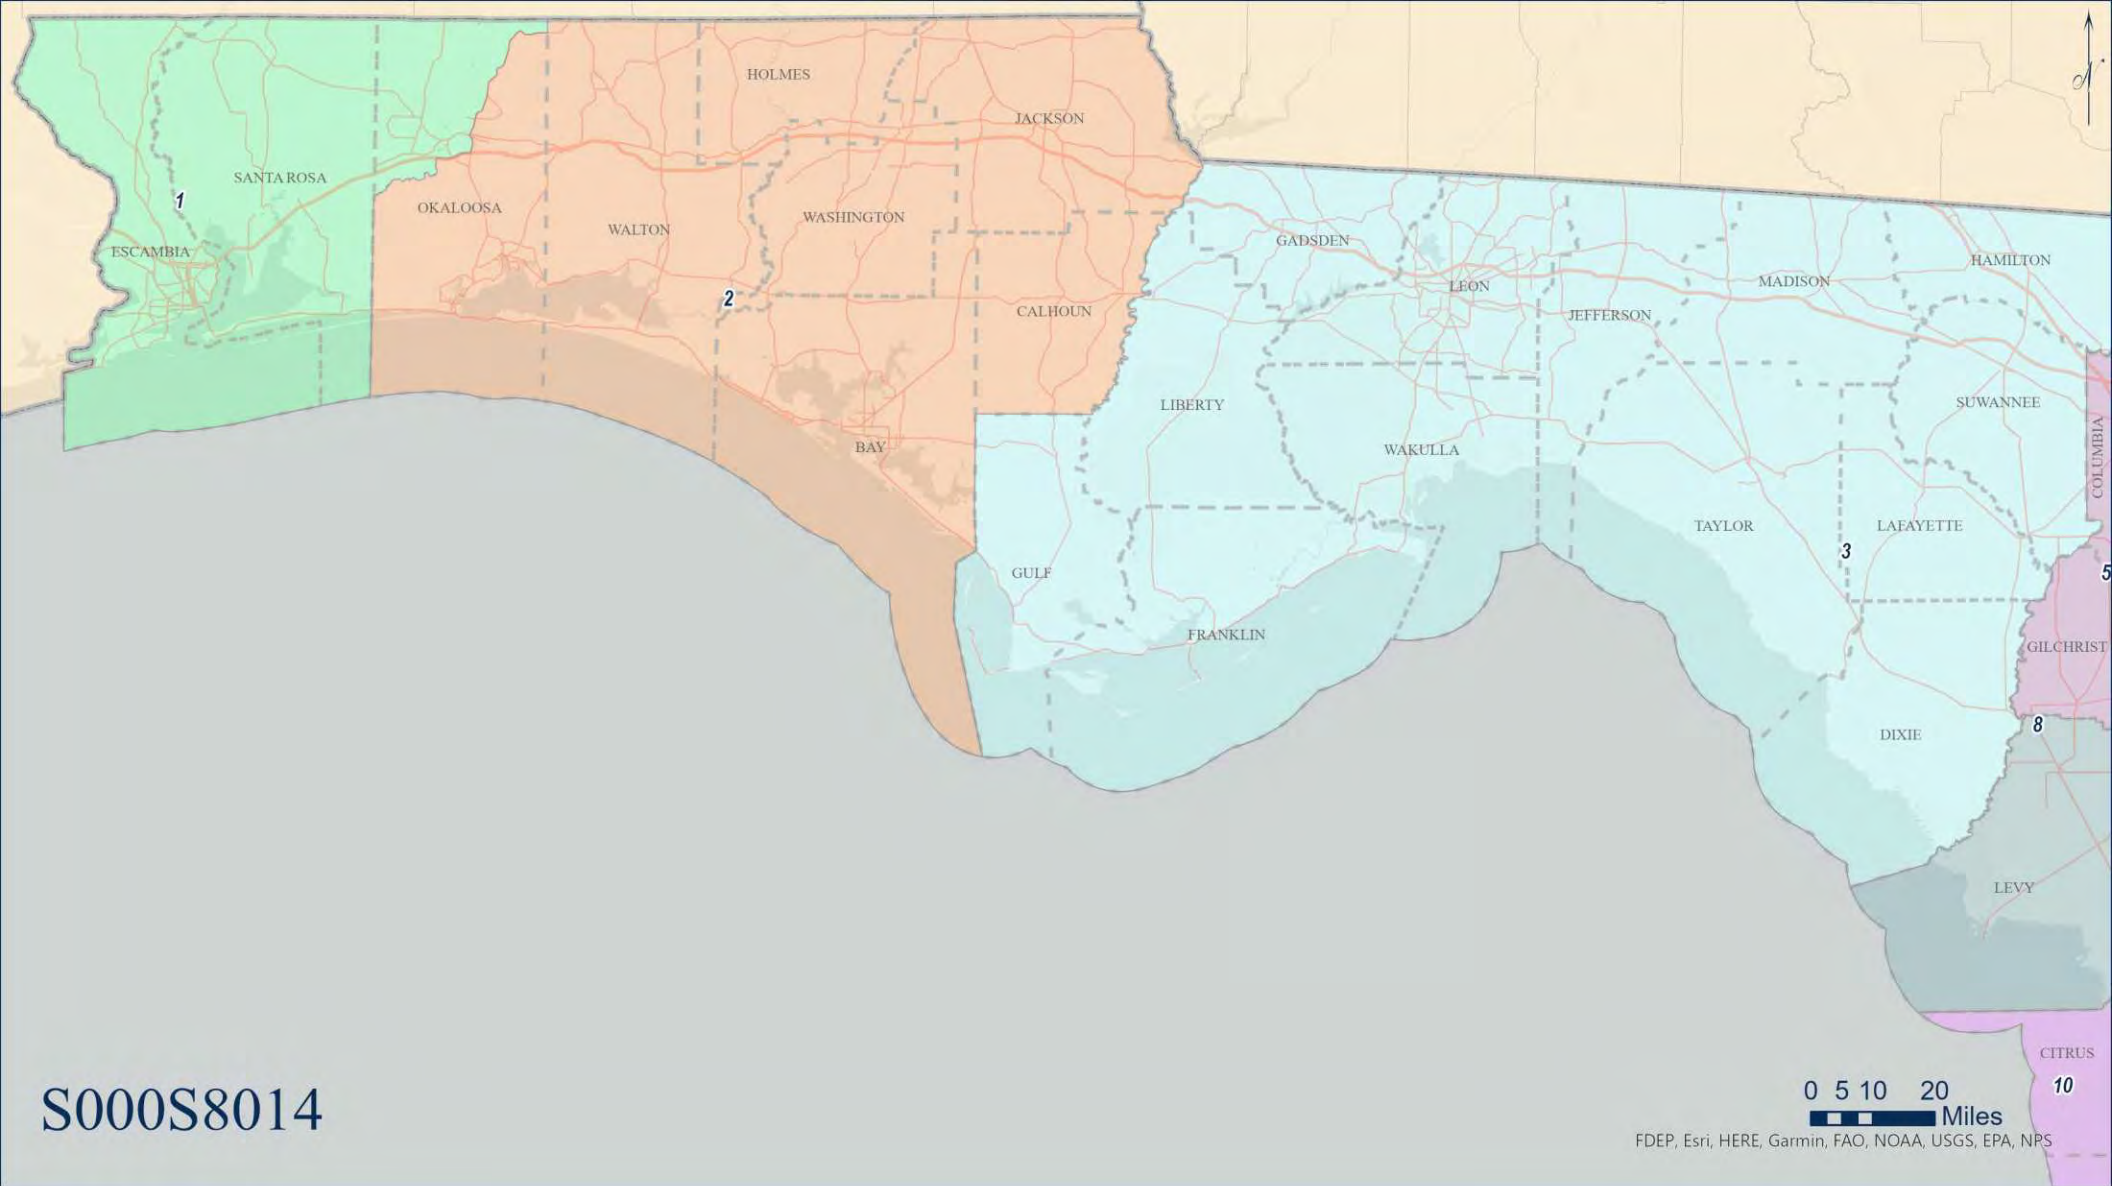 HOLMES
JACKSON
SANTA ROSA
1
OKALOOSA
WALTON
WASHINGTON
ESCAMBIA
GADSDEN
HAMILTON
MADISON
LEON
2
CALHOUN
JEFFERSON
LIBERTY
SUWANNEE
BAY
WAKULLA
COLUMBIA
TAYLOR
LAFAYETTE
3
GULF
5
FRANKLIN
GILCHRIST
8
DIXIE
LEVY
CITRUS
10
S000S8014
0 5 10 20
Miles
FDEP, Esri, HERE, Garmin, FAO, NOAA, USGS, EPA, NPS
N